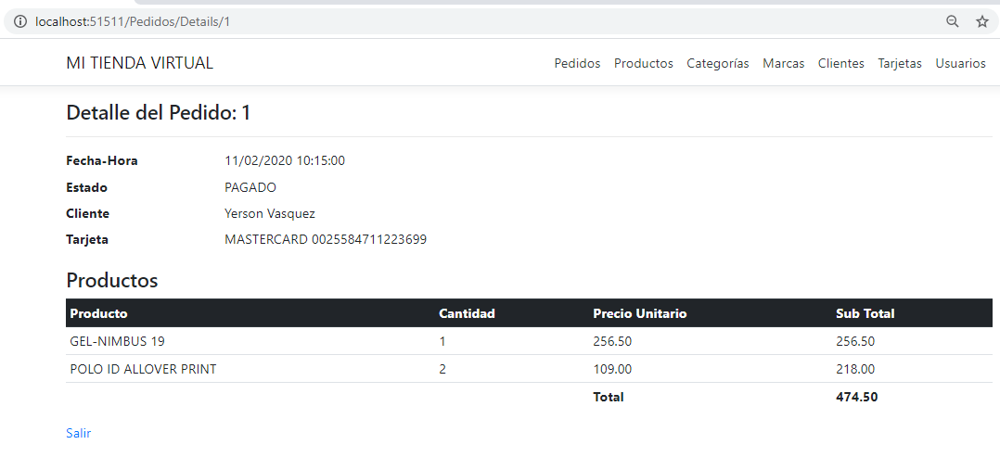 localhost:51511/Pedidos/Details/1
MI TIENDA VIRTUAL Pedidos Productos Categorías Marcas Clientes Tarjetas Usuarios
Detalle del Pedido: 1
Fecha-Hora 11/02/2020 10:15:00
Estado PAGADO
Cliente Yerson Vasquez
Tarjeta MASTERCARD 0025584711223699
Productos
Producto Cantidad Precio Unitario Sub Total
GEL-NIMBUS 19 1 256.50 256.50
POLO ID ALLOVER PRINT 2 109.00 218.00
Total 474.50
Salir